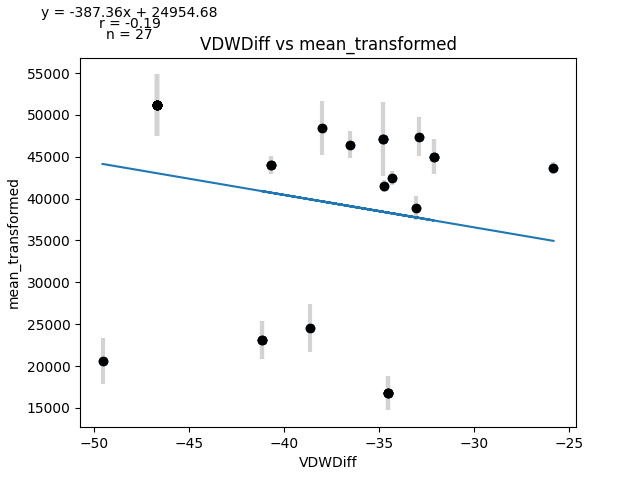 y = -387.36x + 24954.68
r = -0.19
n = 27
VDWDiff vs mean_transformed
55000
50000
45000
40000
35000
30000
25000
20000
15000
mean_transformed
−50
−45
−40
−35
−30
−25
VDWDiff